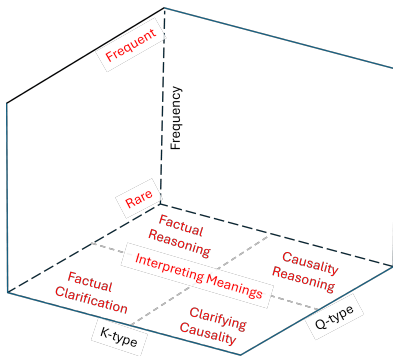 Frequent
Frequency
Rare
Factual
Reasoning
Causality
Reasoning
Interpreting Meanings
Factual
Clarification
Clarifying
Causality
Q-type
K-type